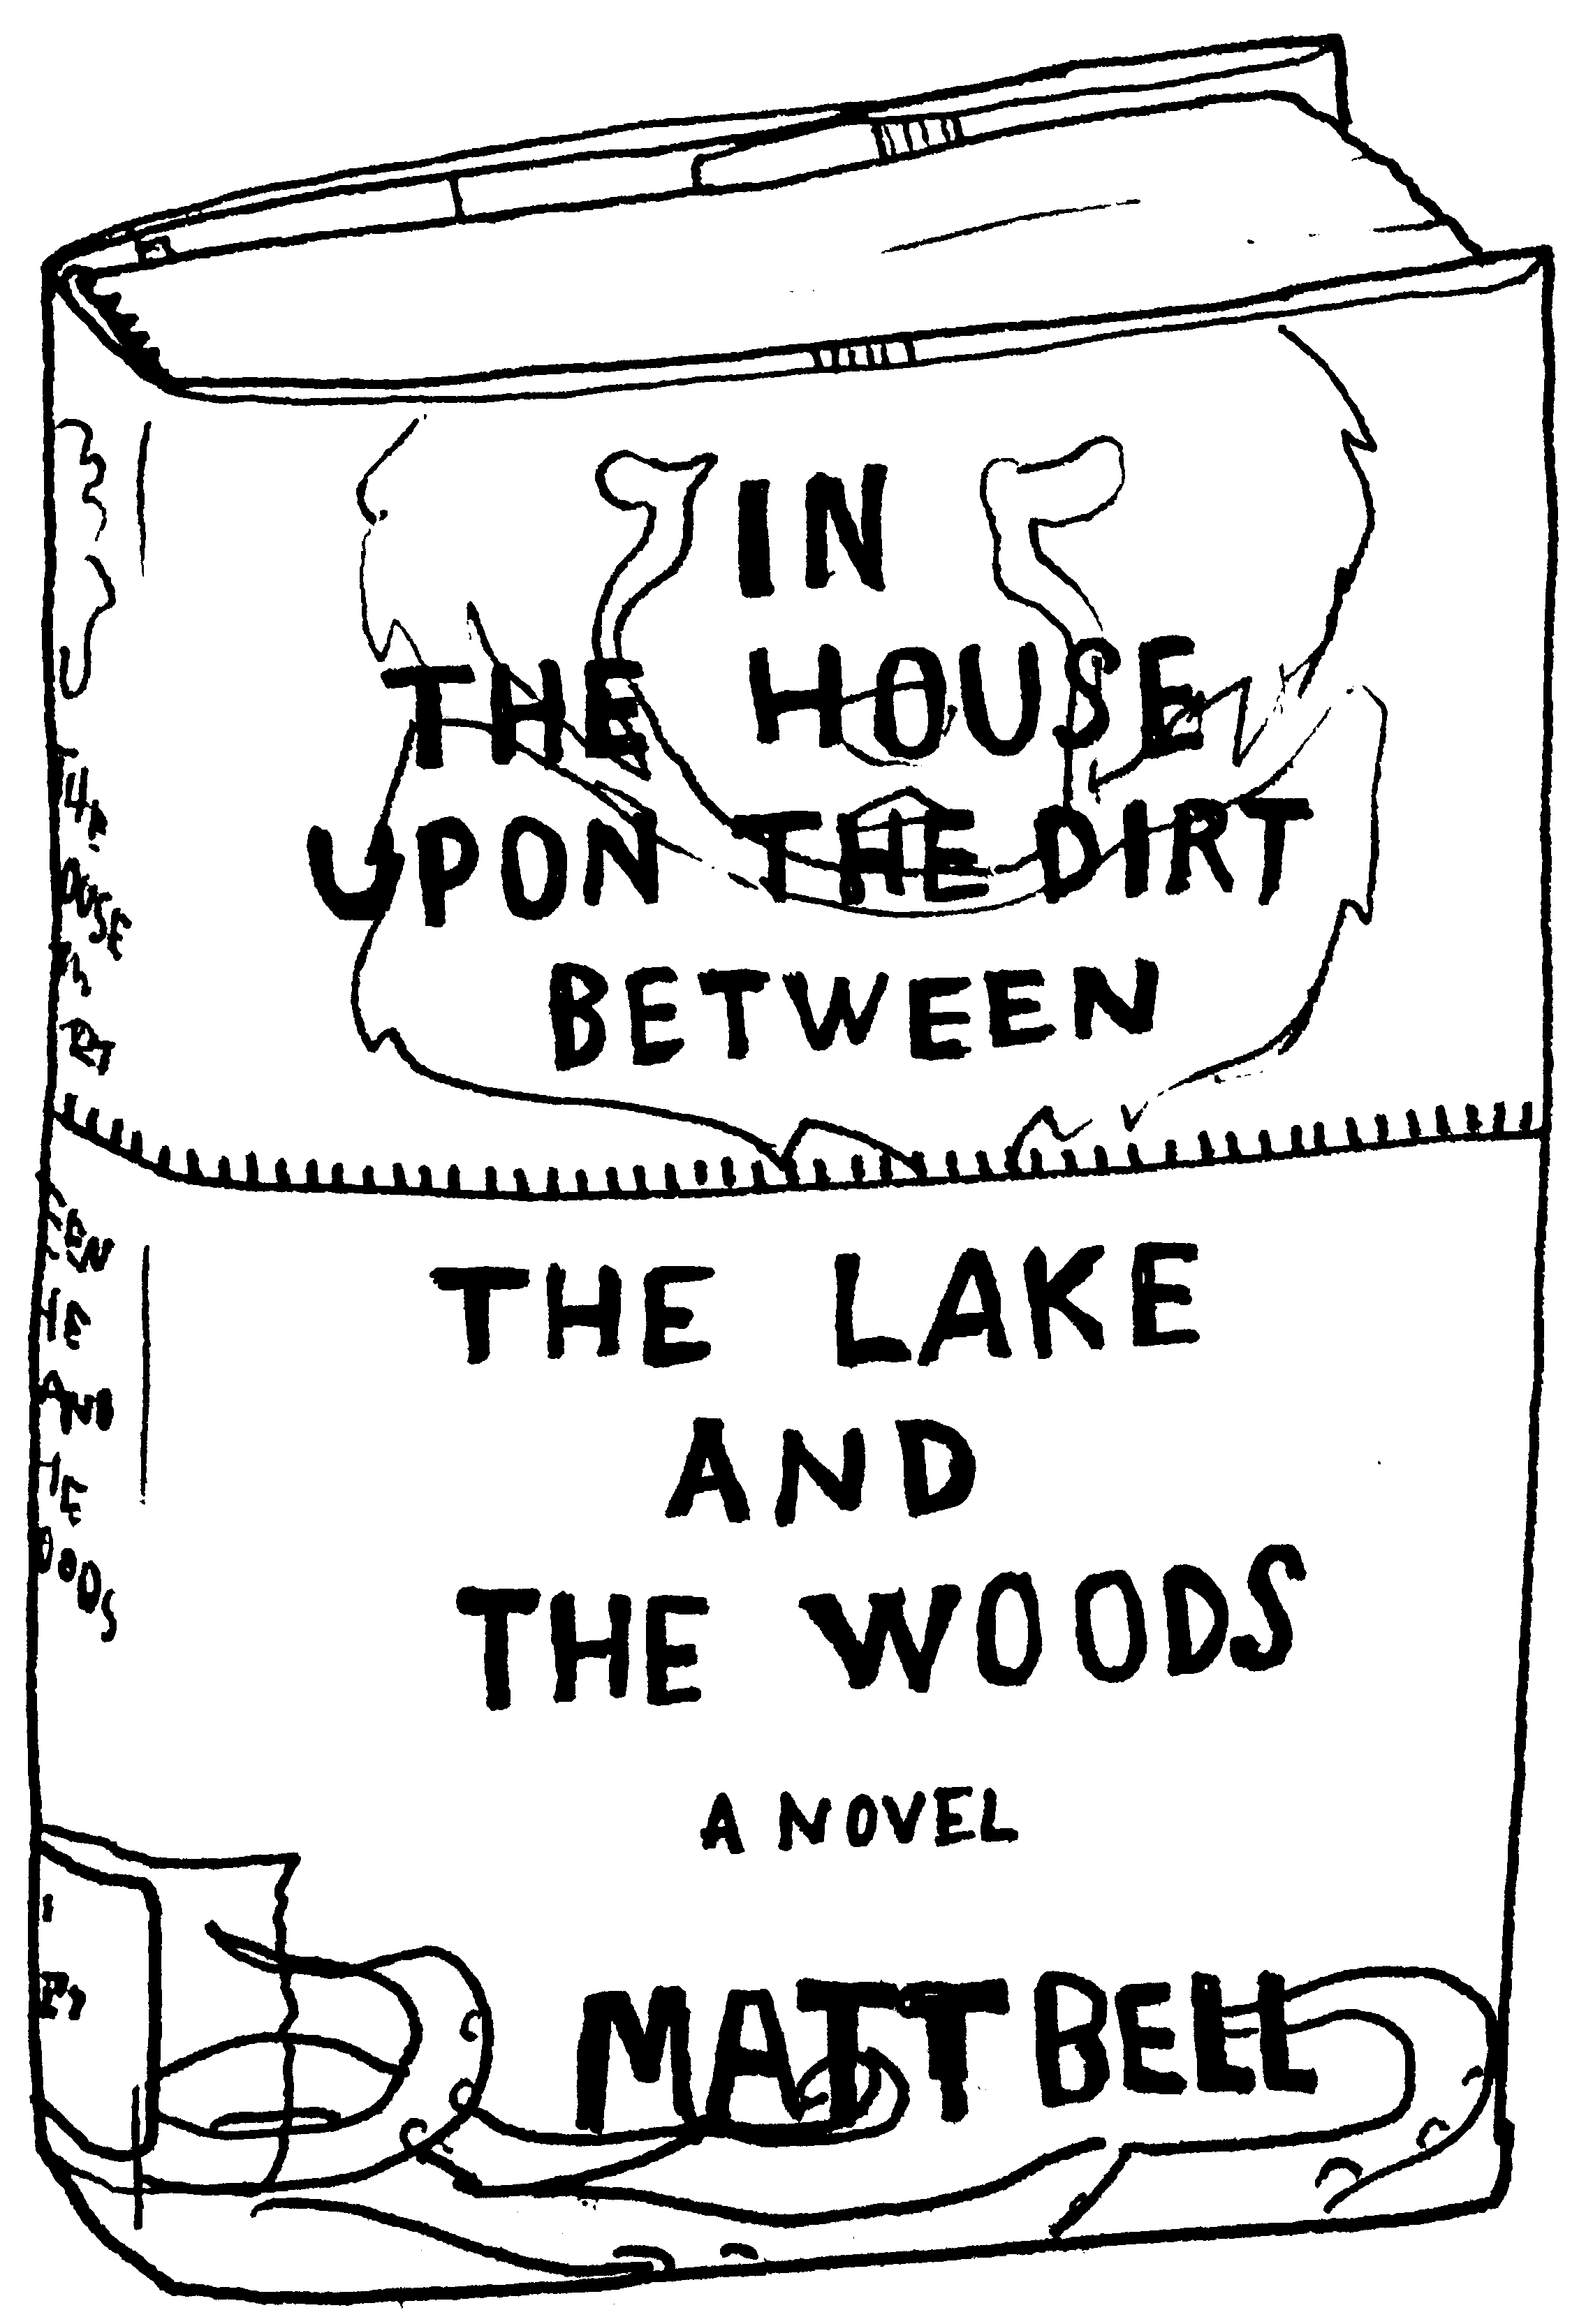 IN
THE HOUSE
UPON THE DIRT
BETWEEN
THE LAKE
AND
THE WOODS
A NOVEL
MATT BELL